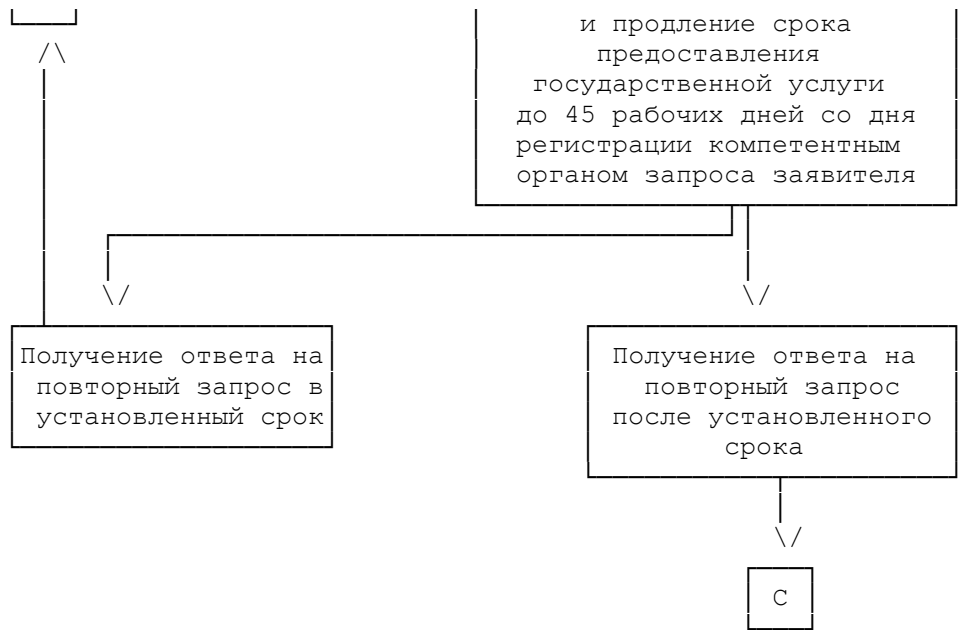 и продление срока
предоставления
государственной услуги
до 45 рабочих дней со дня
регистрации компетентным
органом запроса заявителя
Получение ответа на
повторный запрос в
установленный срок
Получение ответа на
повторный запрос
после установленного
срока
С